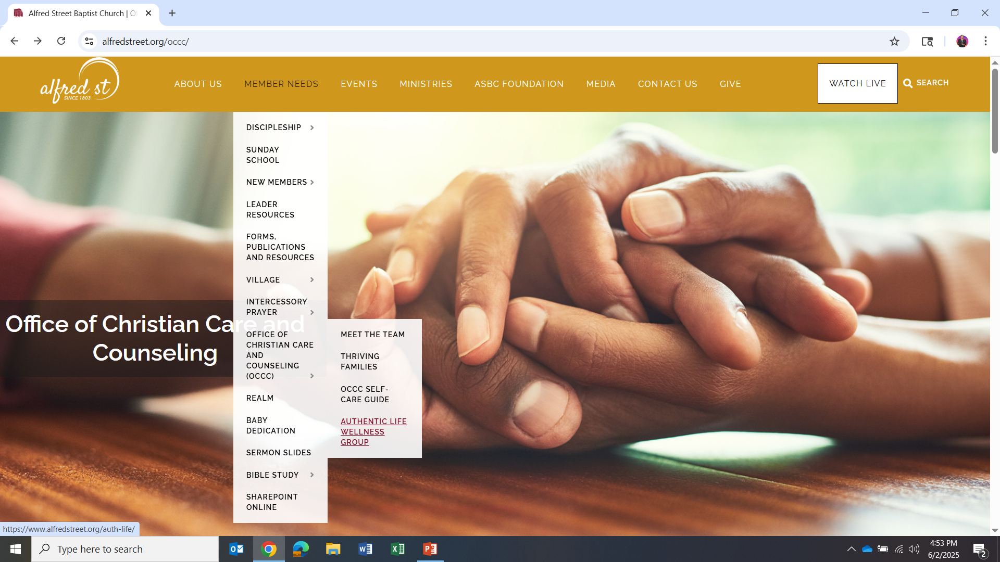 Alfred Street Baptist Church | O
alfredstreet.org/occc/
alfred st
SINCE 1803
ABOUT US
MEMBER NEEDS
EVENTS
MINISTRIES
ASBC FOUNDATION
MEDIA
CONTACT US
GIVE
WATCH LIVE
SEARCH
DISCIPLESHIP
SUNDAY
SCHOOL
NEW MEMBERS
LEADER
RESOURCES
FORMS,
PUBLICATIONS
AND RESOURCES
VILLAGE
INTERCESSORY
PRAYER
Office of Christian Care and
Counseling
OFFICE OF
CHRISTIAN CARE
AND
COUNSELING
(OCCC)
MEET THE TEAM
THRIVING
FAMILIES
OCCC SELF-
CARE GUIDE
AUTHENTIC LIFE
WELLNESS
GROUP
REALM
BABY
DEDICATION
SERMON SLIDES
BIBLE STUDY
SHAREPOINT
ONLINE
https://www.alfredstreet.org/auth-life/
Type here to search
4:53 PM
6/2/2025
2